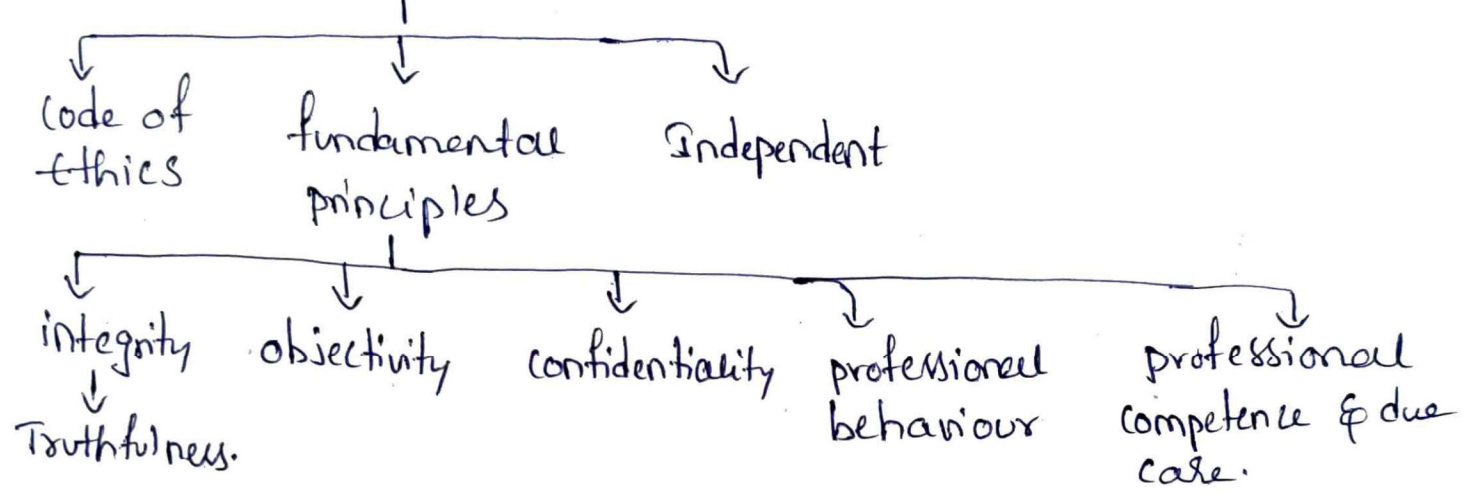 Code of
Ethics
fundamental
principles
Independent
integrity
Truthfulness.
objectivity
confidentiality
professional
behaviour
professional
competence & due
care.